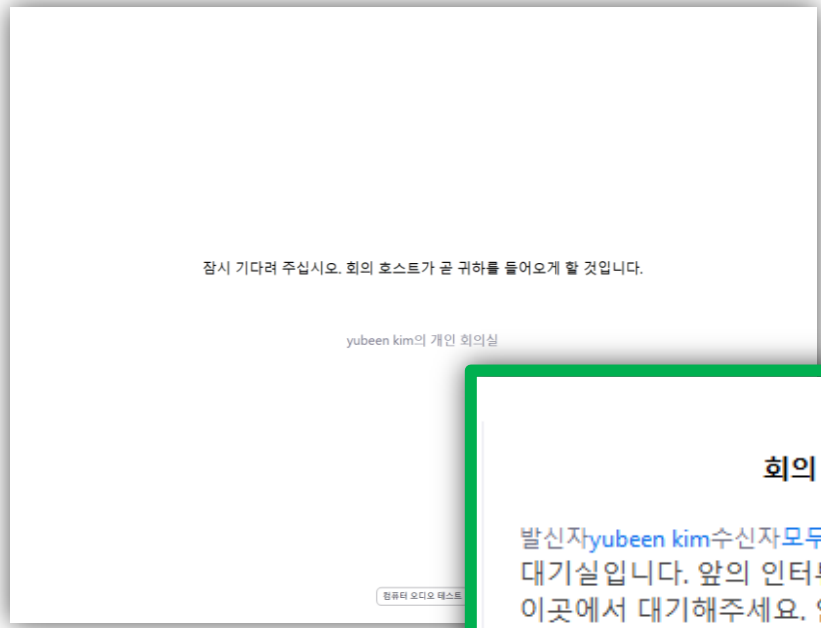 잠시 기다려 주십시오. 회의 호스트가 곧 귀하를 들어오게 할 것입니다.
yubeen kim의 개인 회의실
컴퓨터 오디오 테스트
회의
발신자yubeen kim수신자모두
대기실입니다. 앞의 인터
이곳에서 대기해주세요.